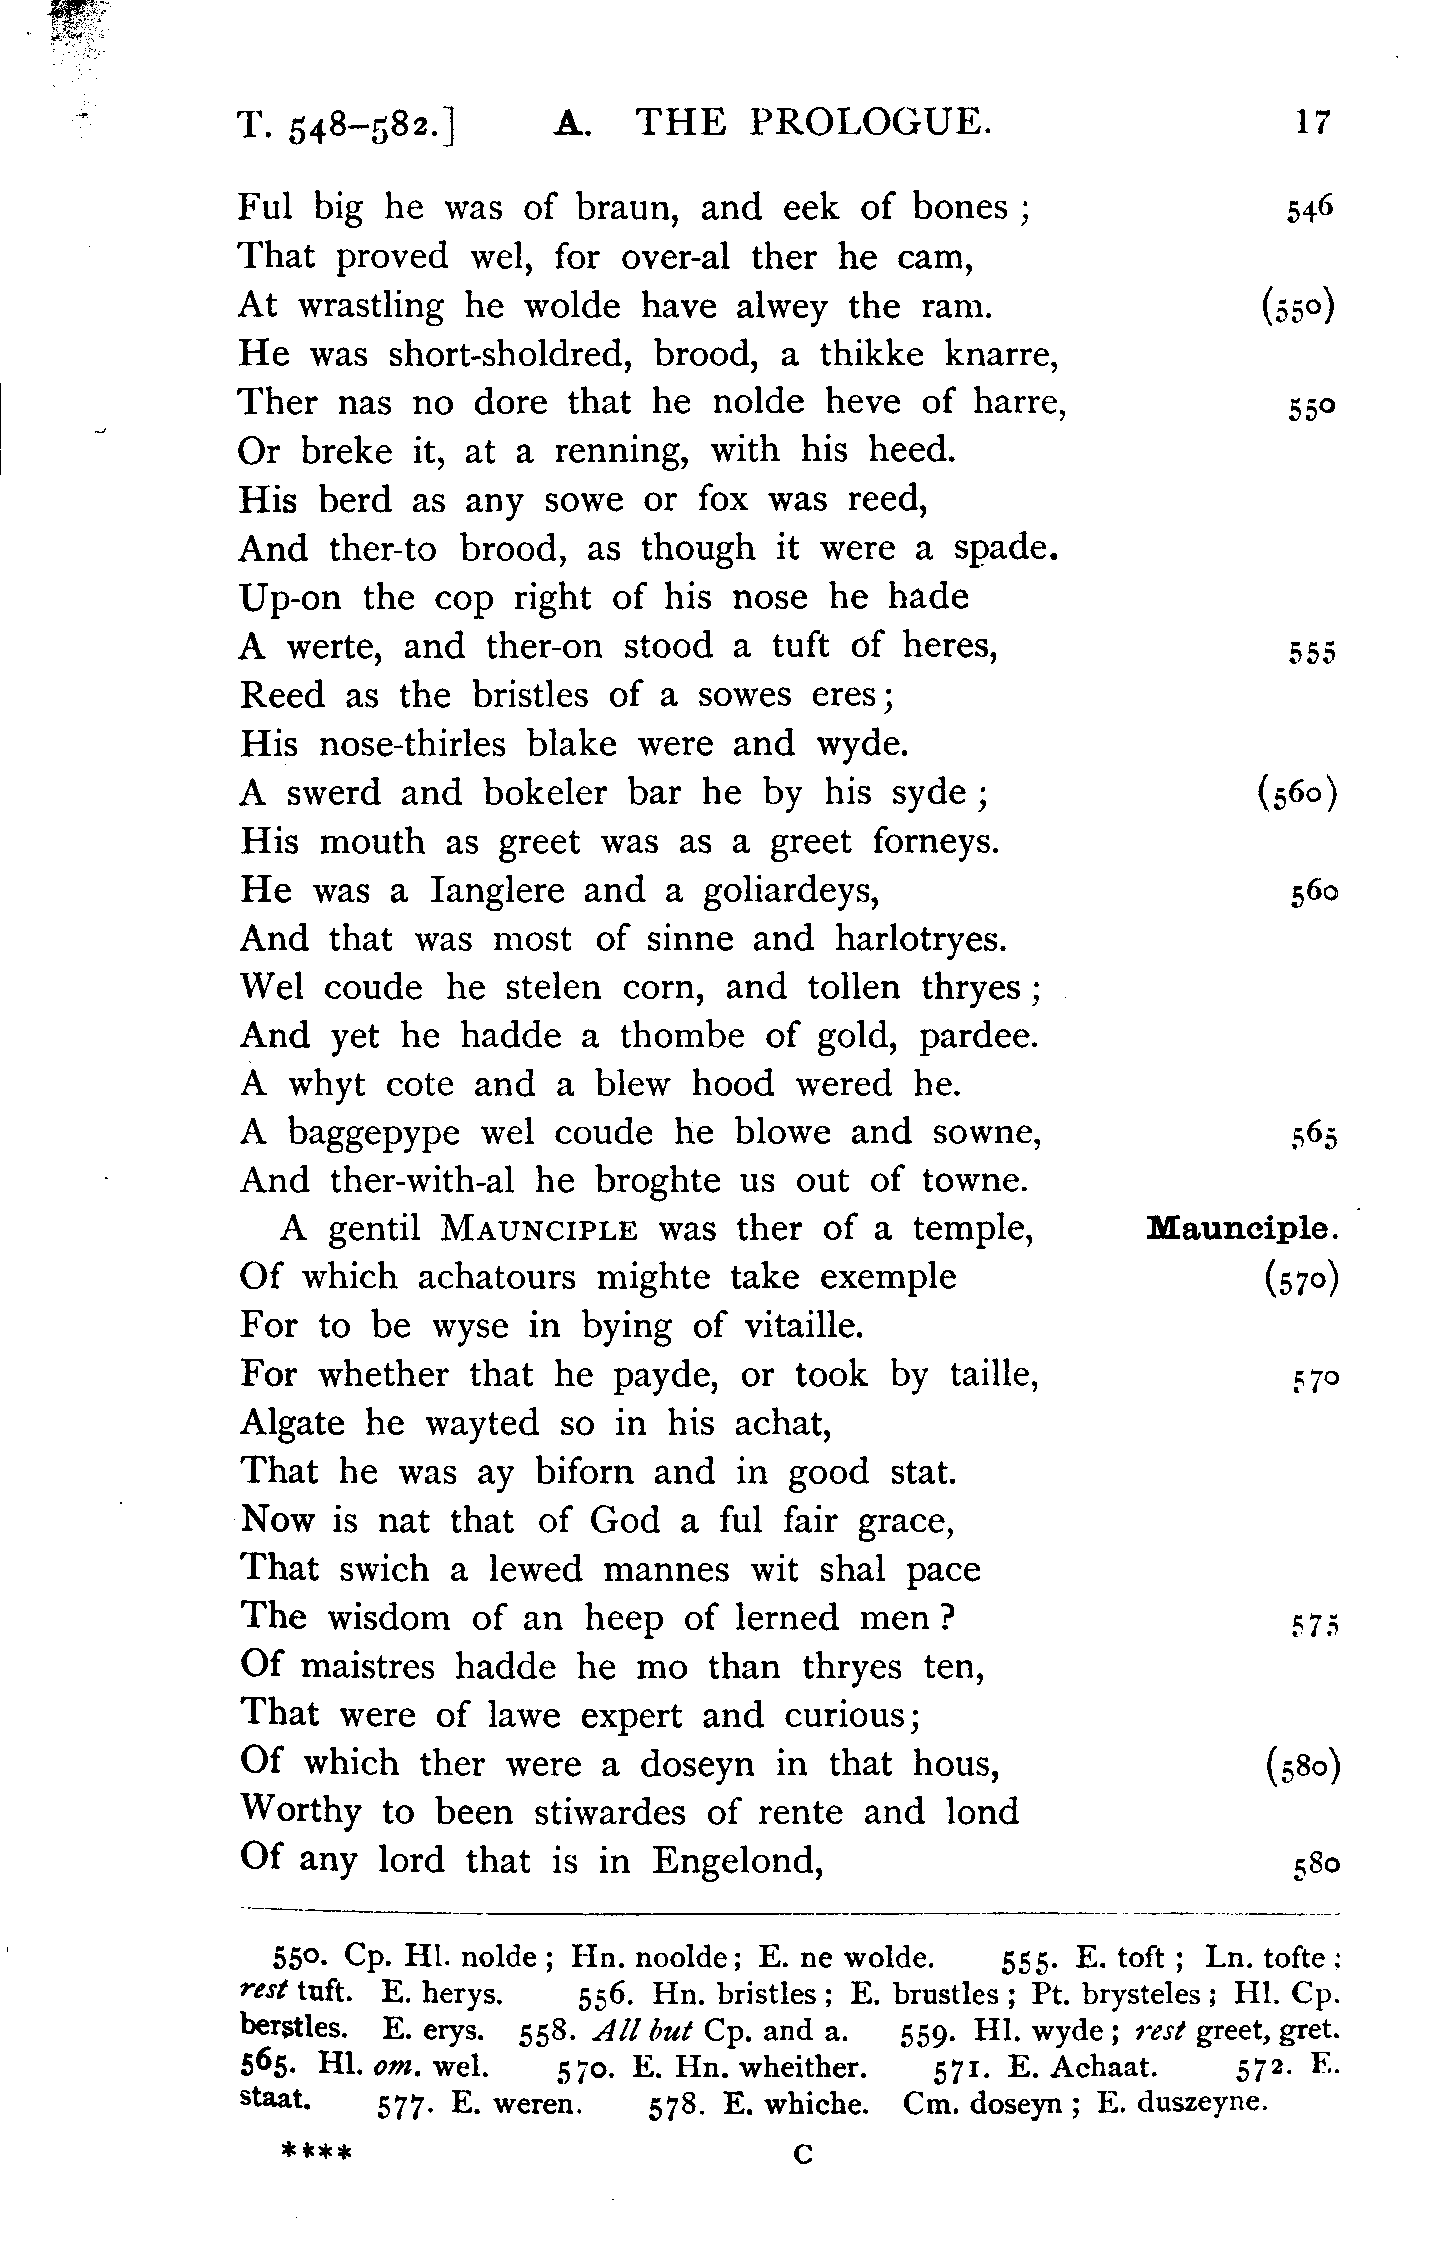 T. 548–582.] A. THE PROLOGUE. 17
Ful big he was of braun, and eek of bones ; 546
That proved wel, for over-al ther he cam,
At wrastling he wolde have alwey the ram. (550)
He was short-sholdred, brood, a thikke knarre,
Ther nas no dore that he nolde heve of harre, 550
Or breke it, at a renning, with his heed.
His berd as any sowe or fox was reed,
And ther-to brood, as though it were a spade.
Up-on the cop right of his nose he hade
A werte, and ther-on stood a tuft of heres, 555
Reed as the bristles of a sowes eres ;
His nose-thirles blake were and wyde.
A swerd and bokeler bar he by his syde ; (560)
His mouth as greet was as a greet forneys.
He was a Ianglere and a goliardeys, 560
And that was most of sinne and harlotryes.
Wel coude he stelen corn, and tollen thryes ;
And yet he hadde a thombe of gold, pardee.
A whyt cote and a blew hood wered he.
A baggepype wel coude he blowe and sowne, 565
And ther-with-al he broghte us out of towne.
A gentil MAUNCIPLE was ther of a temple, Maunciple.
Of which achatours mighte take exemple (570)
For to be wyse in bying of vitaille.
For whether that he payde, or took by taille, 570
Algate he wayted so in his achat,
That he was ay biforn and in good stat.
Now is nat that of God a ful fair grace,
That swich a lewed mannes wit shal pace
The wisdom of an heep of lerned men ? 575
Of maistres hadde he mo than thryes ten,
That were of lawe expert and curious ;
Of which ther were a doseyn in that hous, (580)
Worthy to been stiwardes of rente and lond
Of any lord that is in Engelond, 580
550. Cp. Hl. nolde ; Hn. noolde ; E. ne wolde. 555. E. toft ; Ln. tofte ;
rest tuft. E. herys. 556. Hn. bristles ; E. brustles ; Pt. brysteles ; Hl. Cp.
berstles. E. erys. 558. All but Cp. and a. 559. Hl. wyde ; rest greet, gret.
565. Hl. om. wel. 570. E. Hn. wheither. 571. E. Achaat. 572. E.
staat. 577. E. weren. 578. E. whiche. Cm. doseyn ; E. duszeyne.
**** C